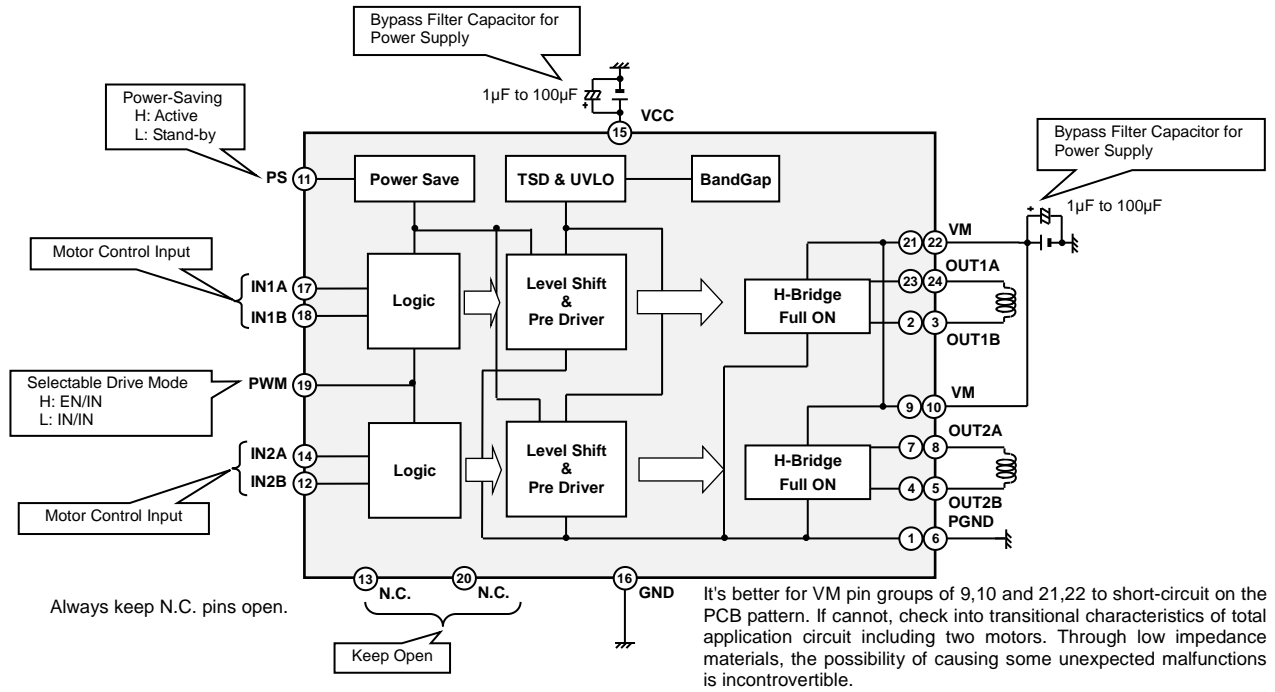 Bypass Filter Capacitor for
Power Supply
1µF to 100µF
+
VCC
15
Power-Saving
H: Active
L: Stand-by
Bypass Filter Capacitor for
Power Supply
+
1µF to 100µF
PS 11
Power Save
TSD & UVLO
BandGap
21 22 VM
Motor Control Input
IN1A 17
IN1B 18
Logic
Level Shift
&
Pre Driver
H-Bridge
Full ON
23 24 OUT1A
2 3
OUT1B
Selectable Drive Mode
H: EN/IN
L: IN/IN
PWM 19
VM
9 10
IN2A 14
IN2B 12
Logic
Level Shift
&
Pre Driver
H-Bridge
Full ON
OUT2A
7 8
4 5
OUT2B
PGND
1 6
Motor Control Input
13
N.C.
20
N.C.
16
GND
Always keep N.C. pins open.
Keep Open
It's better for VM pin groups of 9,10 and 21,22 to short-circuit on the
PCB pattern. If cannot, check into transitional characteristics of total
application circuit including two motors. Through low impedance
materials, the possibility of causing some unexpected malfunctions
is incontrovertible.